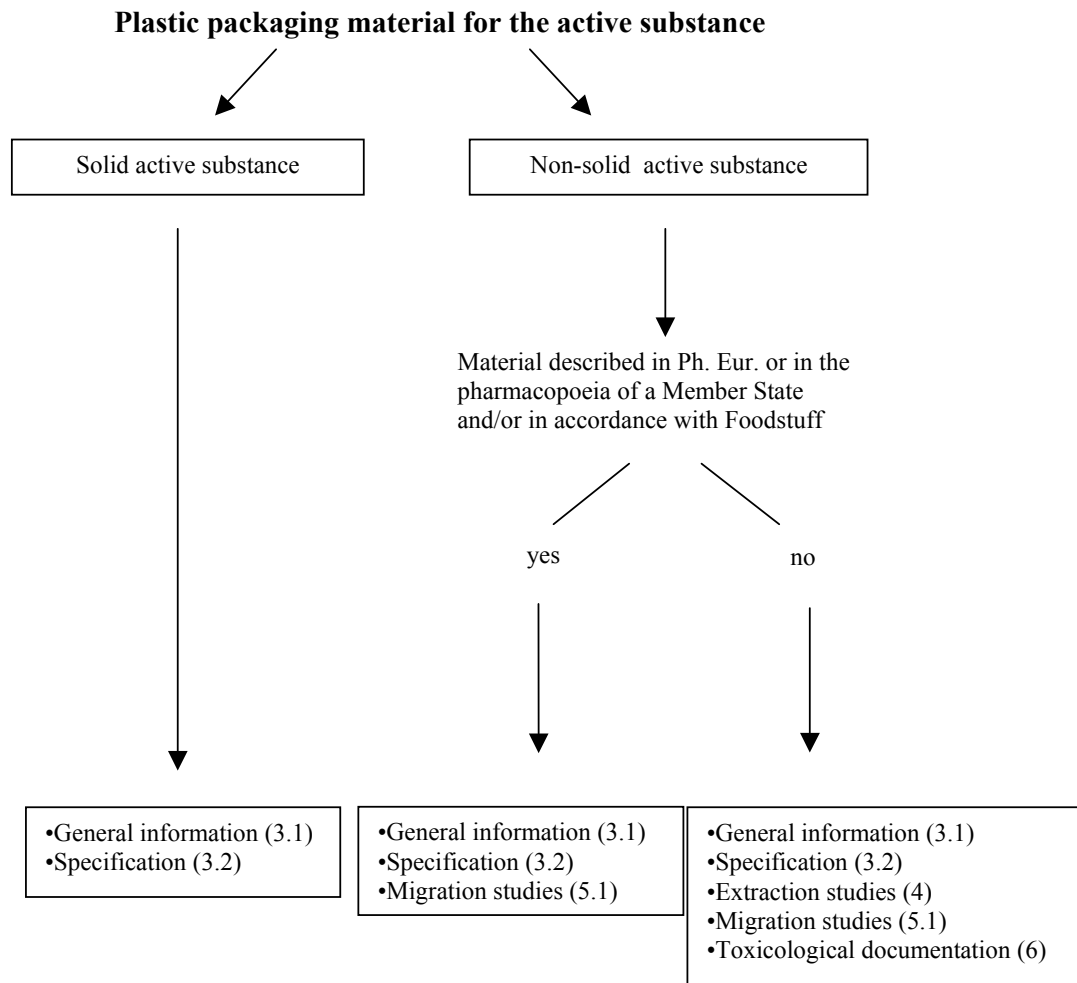 Plastic packaging material for the active substance
Solid active substance
Non-solid active substance
Material described in Ph. Eur. or in the
pharmacopoeia of a Member State
and/or in accordance with Foodstuff
yes
no
•General information (3.1)
•Specification (3.2)
•General information (3.1)
•Specification (3.2)
•Migration studies (5.1)
•General information (3.1)
•Specification (3.2)
•Extraction studies (4)
•Migration studies (5.1)
•Toxicological documentation (6)